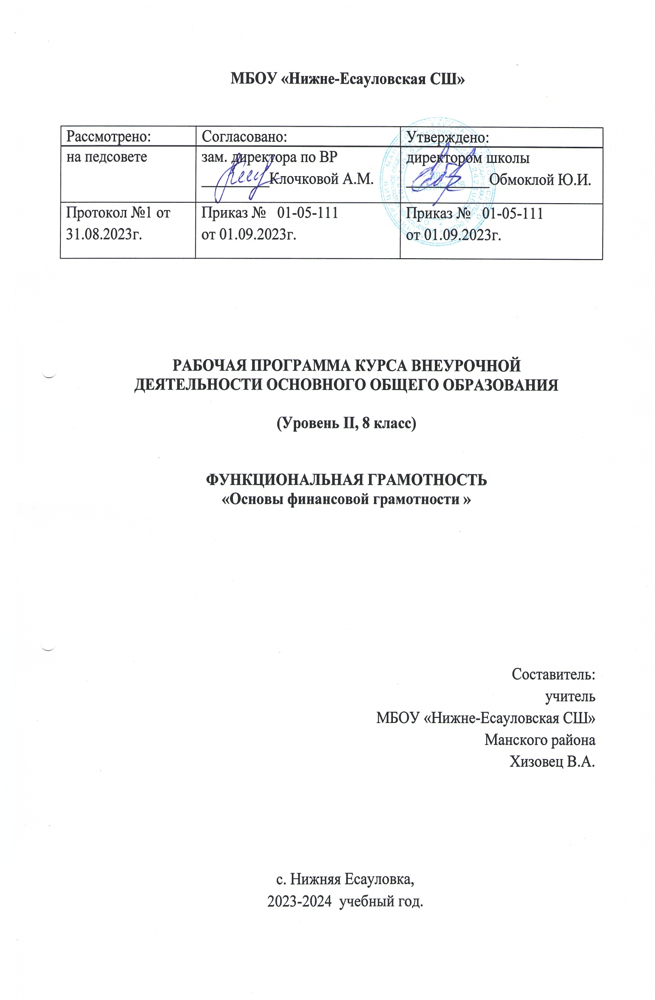 МБОУ «Нижне-Есауловская СШ»
Рассмотрено:
Согласовано:
Утверждено:
на педсовете
зам. директора по ВР
___________Клочковой А.М.
директором школы
_____________Обмоклой Ю.И.
Протокол №1 от
31.08.2023г.
Приказ № 01-05-111
от 01.09.2023г.
Приказ № 01-05-111
от 01.09.2023г.
РАБОЧАЯ ПРОГРАММА КУРСА ВНЕУРОЧНОЙ
ДЕЯТЕЛЬНОСТИ ОСНОВНОГО ОБЩЕГО ОБРАЗОВАНИЯ
(Уровень II, 8 класс)
ФУНКЦИОНАЛЬНАЯ ГРАМОТНОСТЬ
«Основы финансовой грамотности »
Составитель:
учитель
МБОУ «Нижне-Есауловская СШ»
Манского района
Хизовец В.А.
с. Нижняя Есауловка,
2023-2024 учебный год.